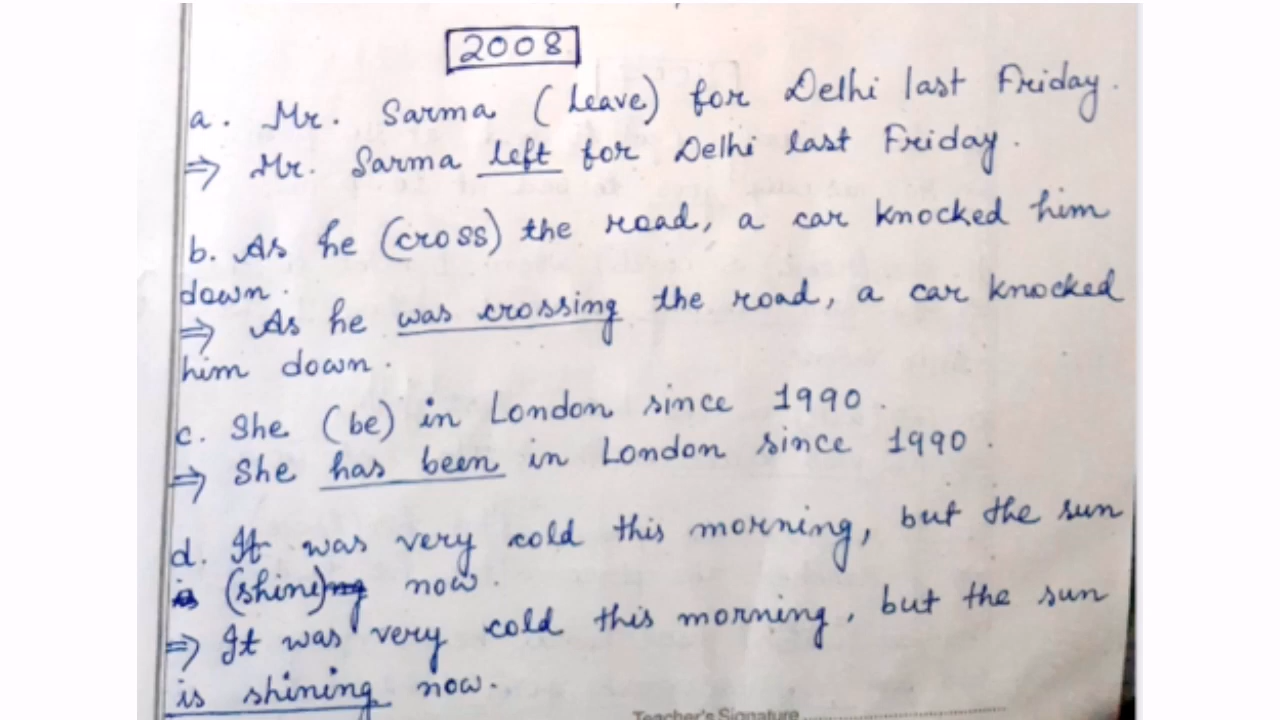 2008
a. Mr. Sarma (Leave) for Delhi last Friday.
⇒ Mr. Sarma left for Delhi last Friday.
b. As he (cross) the road, a car knocked him
down.
⇒ As he was crossing the road, a car knocked
him down.
c. She (be) in London since 1990.
⇒ She has been in London since 1990.
d. It was very cold this morning, but the sun
(shine) now.
⇒ It was very cold this morning, but the sun
is shining now.
Teacher's Signature